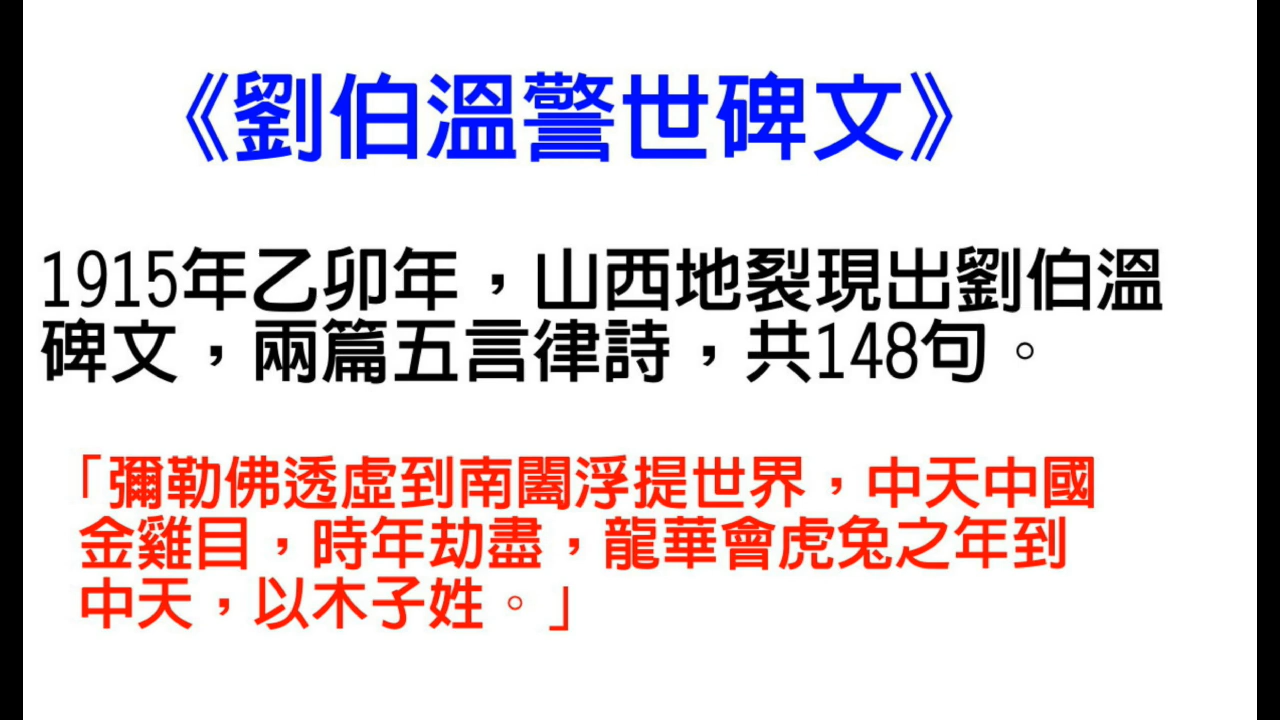 《劉伯溫警世碑文》
1915年乙卯年，山西地裂現出劉伯溫
碑文，兩篇五言律詩，共148句。
「彌勒佛透虛到南閻浮提世界，中天中國
金雞目，時年劫盡，龍華會虎兔之年到
中天，以木子姓。」